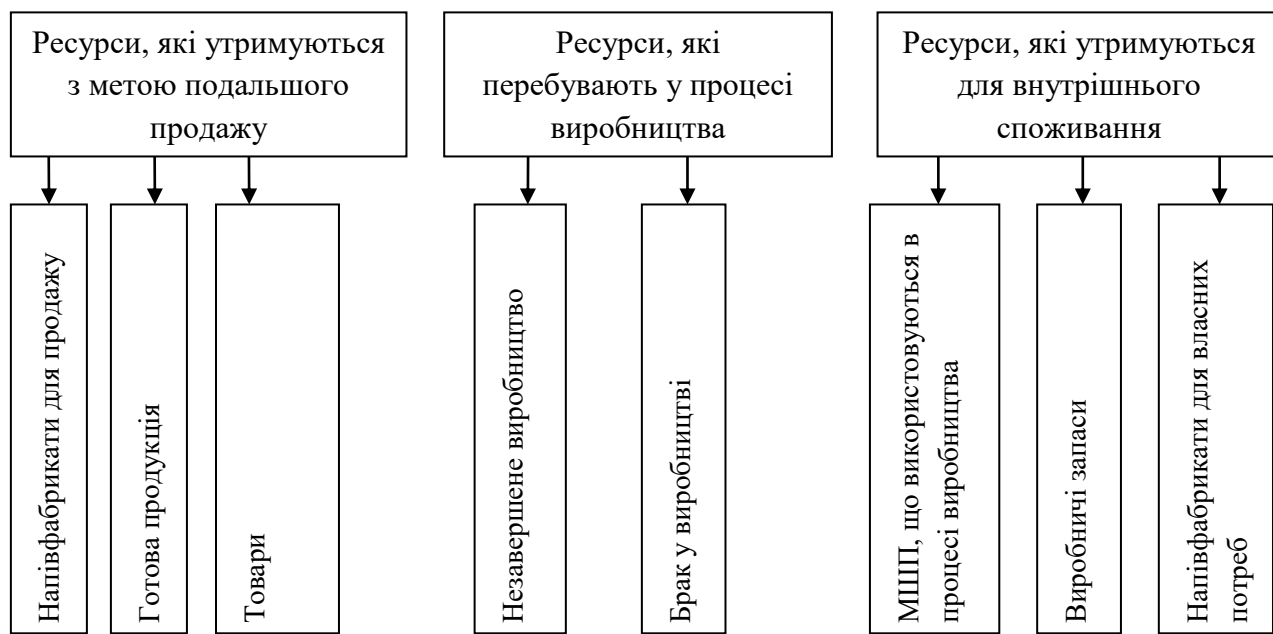 Ресурси, які утримуються
з метою подальшого
продажу
Ресурси, які
перебувають у процесі
виробництва
Ресурси, які утримуються
для внутрішнього
споживання
Напівфабрикати для продажу
Готова продукція
Товари
Незавершене виробництво
Брак у виробництві
МШП, що використовуються в
процесі виробництва
Виробничі запаси
Напівфабрикати для власних
потреб